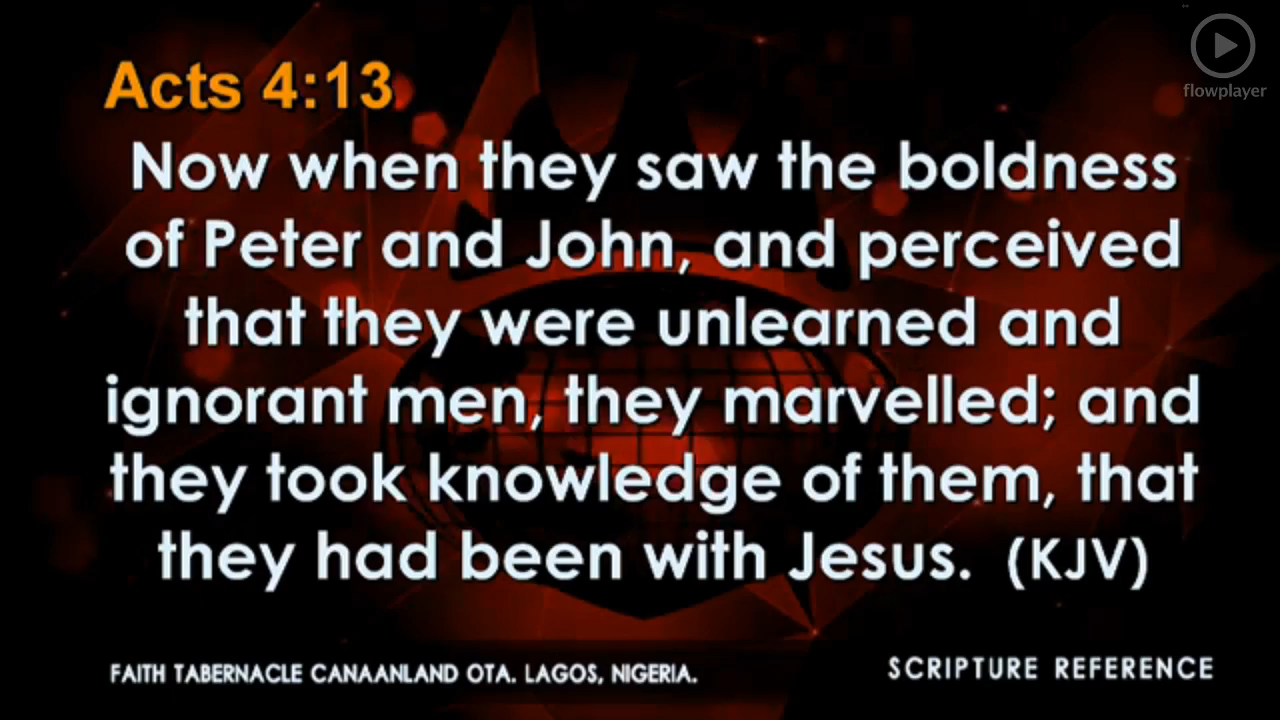 flowplayer
Acts 4:13
Now when they saw the boldness
of Peter and John, and perceived
that they were unlearned and
ignorant men, they marvelled; and
they took knowledge of them, that
they had been with Jesus. (KJV)
FAITH TABERNACLE CANAANLAND OTA. LAGOS, NIGERIA.
SCRIPTURE REFERENCE